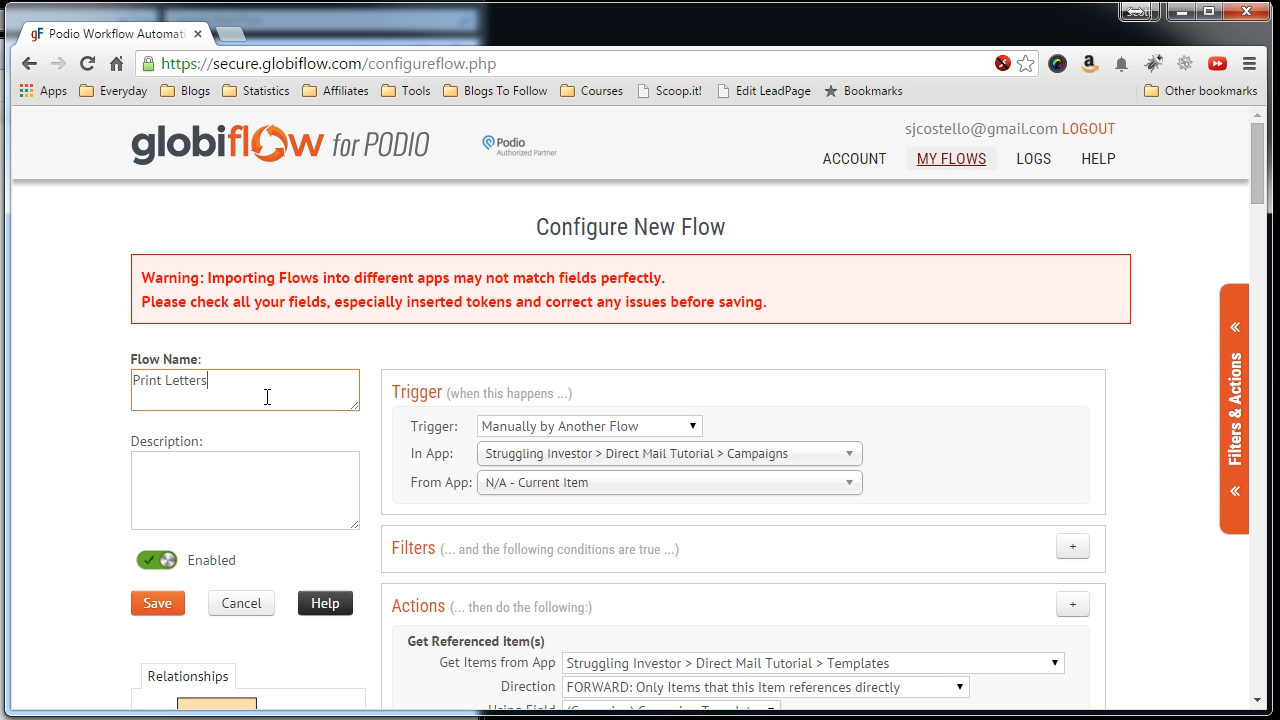 Scott
gF Podio Workflow Automati
https://secure.globiflow.com/configureflow.php
Apps Everyday Blogs Statistics Affiliates Tools Blogs To Follow Courses Scoop.it! Edit LeadPage Bookmarks Other bookmarks
globiflow for PODIO
Podio
Authorized Partner
sjcostello@gmail.com LOGOUT
ACCOUNT MY FLOWS LOGS HELP
Configure New Flow
Warning: Importing Flows into different apps may not match fields perfectly.
Please check all your fields, especially inserted tokens and correct any issues before saving.
Flow Name:
Print Letters
Description:
Enabled
Save Cancel Help
Relationships
Trigger (when this happens ...)
Trigger: Manually by Another Flow
In App: Struggling Investor > Direct Mail Tutorial > Campaigns
From App: N/A - Current Item
Filters (... and the following conditions are true ...)
+
Actions (... then do the following:)
+
Get Referenced Item(s)
Get Items from App Struggling Investor > Direct Mail Tutorial > Templates
Direction FORWARD: Only Items that this Item references directly
« Filters & Actions «